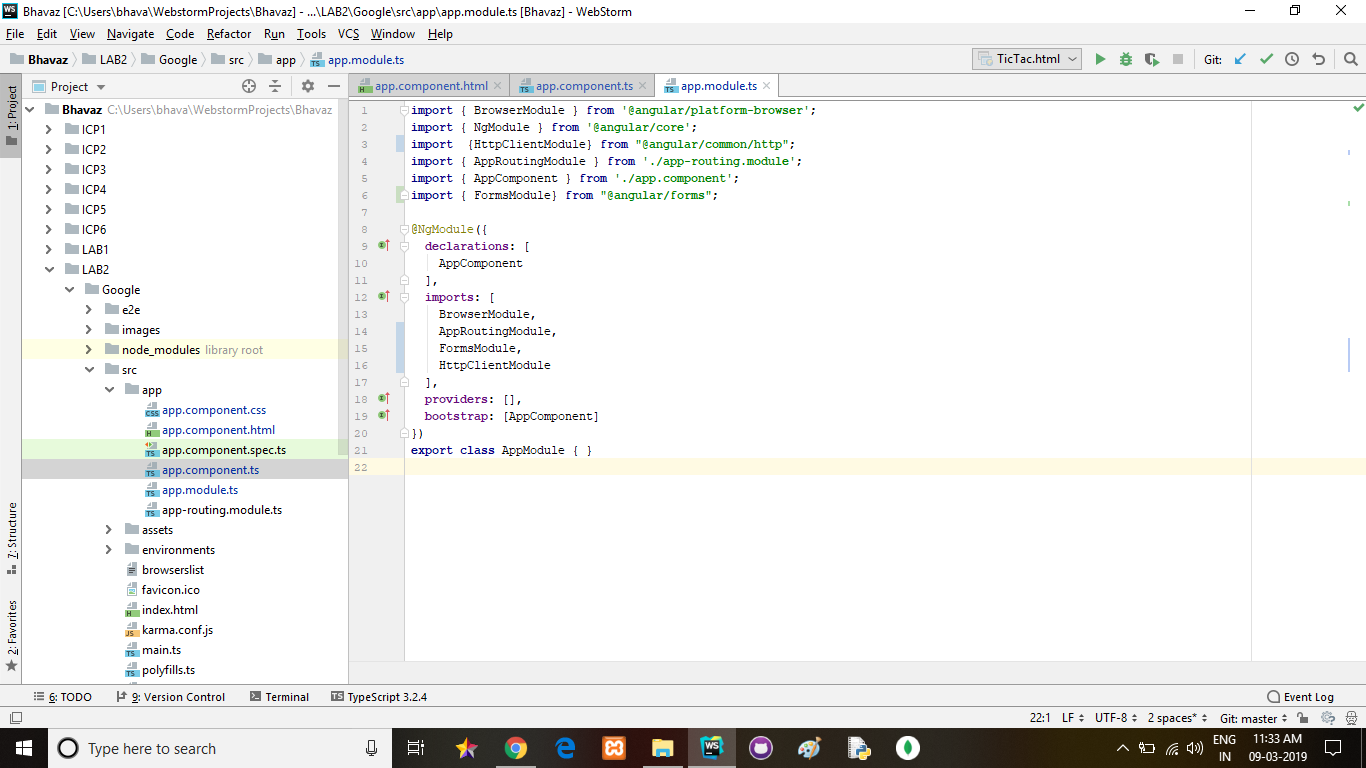 Bhavaz [C:\Users\bhava\WebstormProjects\Bhavaz] - ...\LAB2\Google\src\app\app.module.ts [Bhavaz] - WebStorm
File Edit View Navigate Code Refactor Run Tools VCS Window Help
Bhavaz LAB2 Google src app app.module.ts
TicTac.html
Git:
Project
app.component.html
app.component.ts
app.module.ts
1: Project
7: Structure
2: Favorites
Bhavaz C:\Users\bhava\WebstormProjects\Bhavaz
ICP1
ICP2
ICP3
ICP4
ICP5
ICP6
LAB1
LAB2
Google
e2e
images
node_modules library root
src
app
app.component.css
app.component.html
app.component.spec.ts
app.component.ts
app.module.ts
app-routing.module.ts
assets
environments
browserslist
favicon.ico
index.html
karma.conf.js
main.ts
polyfills.ts
1 import { BrowserModule } from '@angular/platform-browser';
2 import { NgModule } from '@angular/core';
3 import  {HttpClientModule} from "@angular/common/http";
4 import { AppRoutingModule } from './app-routing.module';
5 import { AppComponent } from './app.component';
6 import { FormsModule} from "@angular/forms";
7
8 @NgModule({
9   declarations: [
10     AppComponent
11   ],
12   imports: [
13     BrowserModule,
14     AppRoutingModule,
15     FormsModule,
16     HttpClientModule
17   ],
18   providers: [],
19   bootstrap: [AppComponent]
20 })
21 export class AppModule { }
22
6: TODO 9: Version Control Terminal TypeScript 3.2.4 Event Log
22:1 LF UTF-8 2 spaces* Git: master
Type here to search
ENG
IN
11:33 AM
09-03-2019